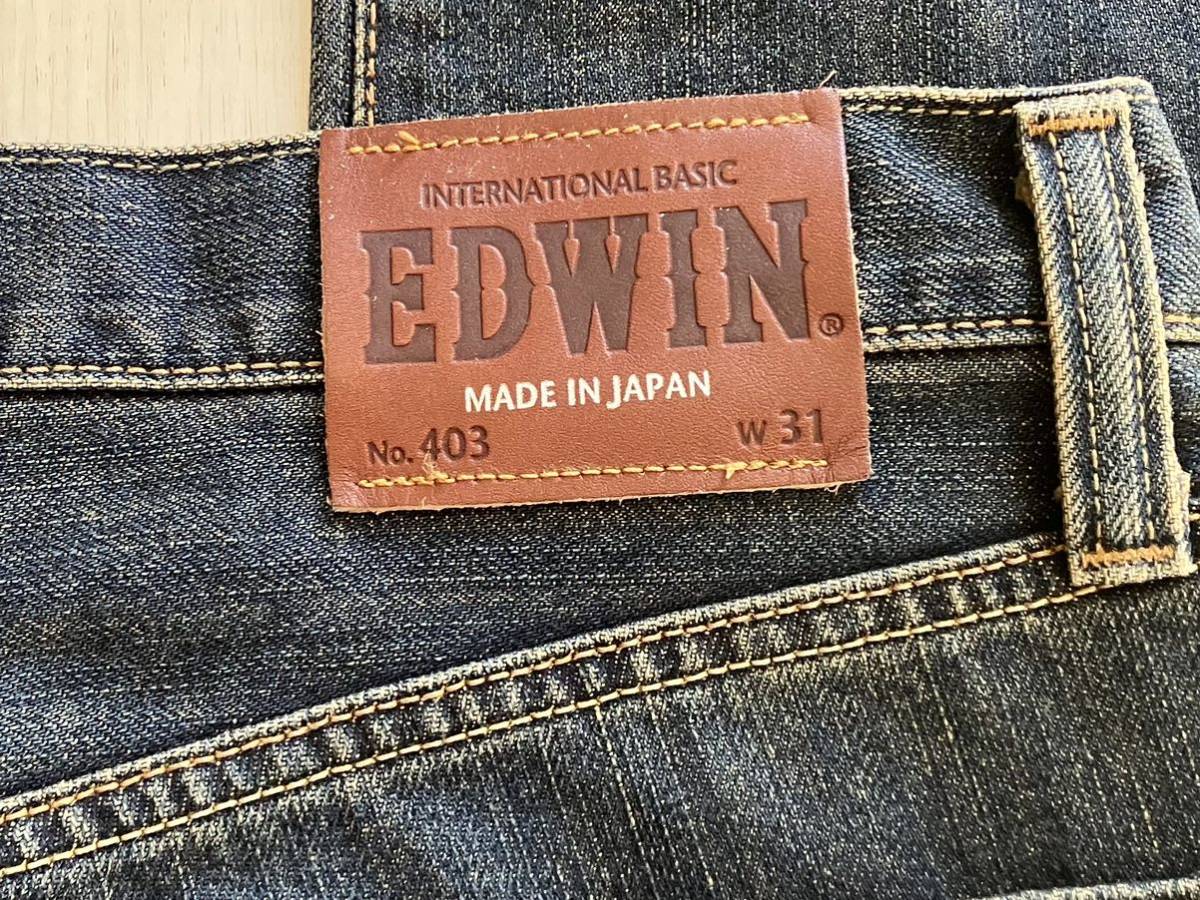 INTERNATIONAL BASIC
EDWIN®
MADE IN JAPAN
No. 403 W 31